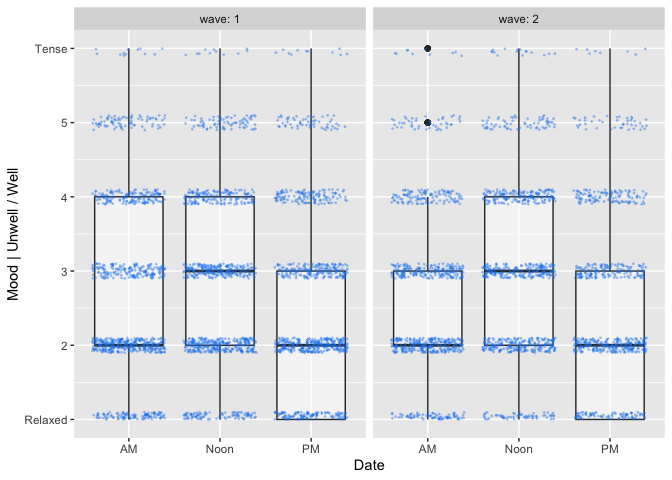 wave: 1
wave: 2
Tense
5
4
3
2
Relaxed
Mood | Unwell / Well
AM
Noon
PM
AM
Noon
PM
Date